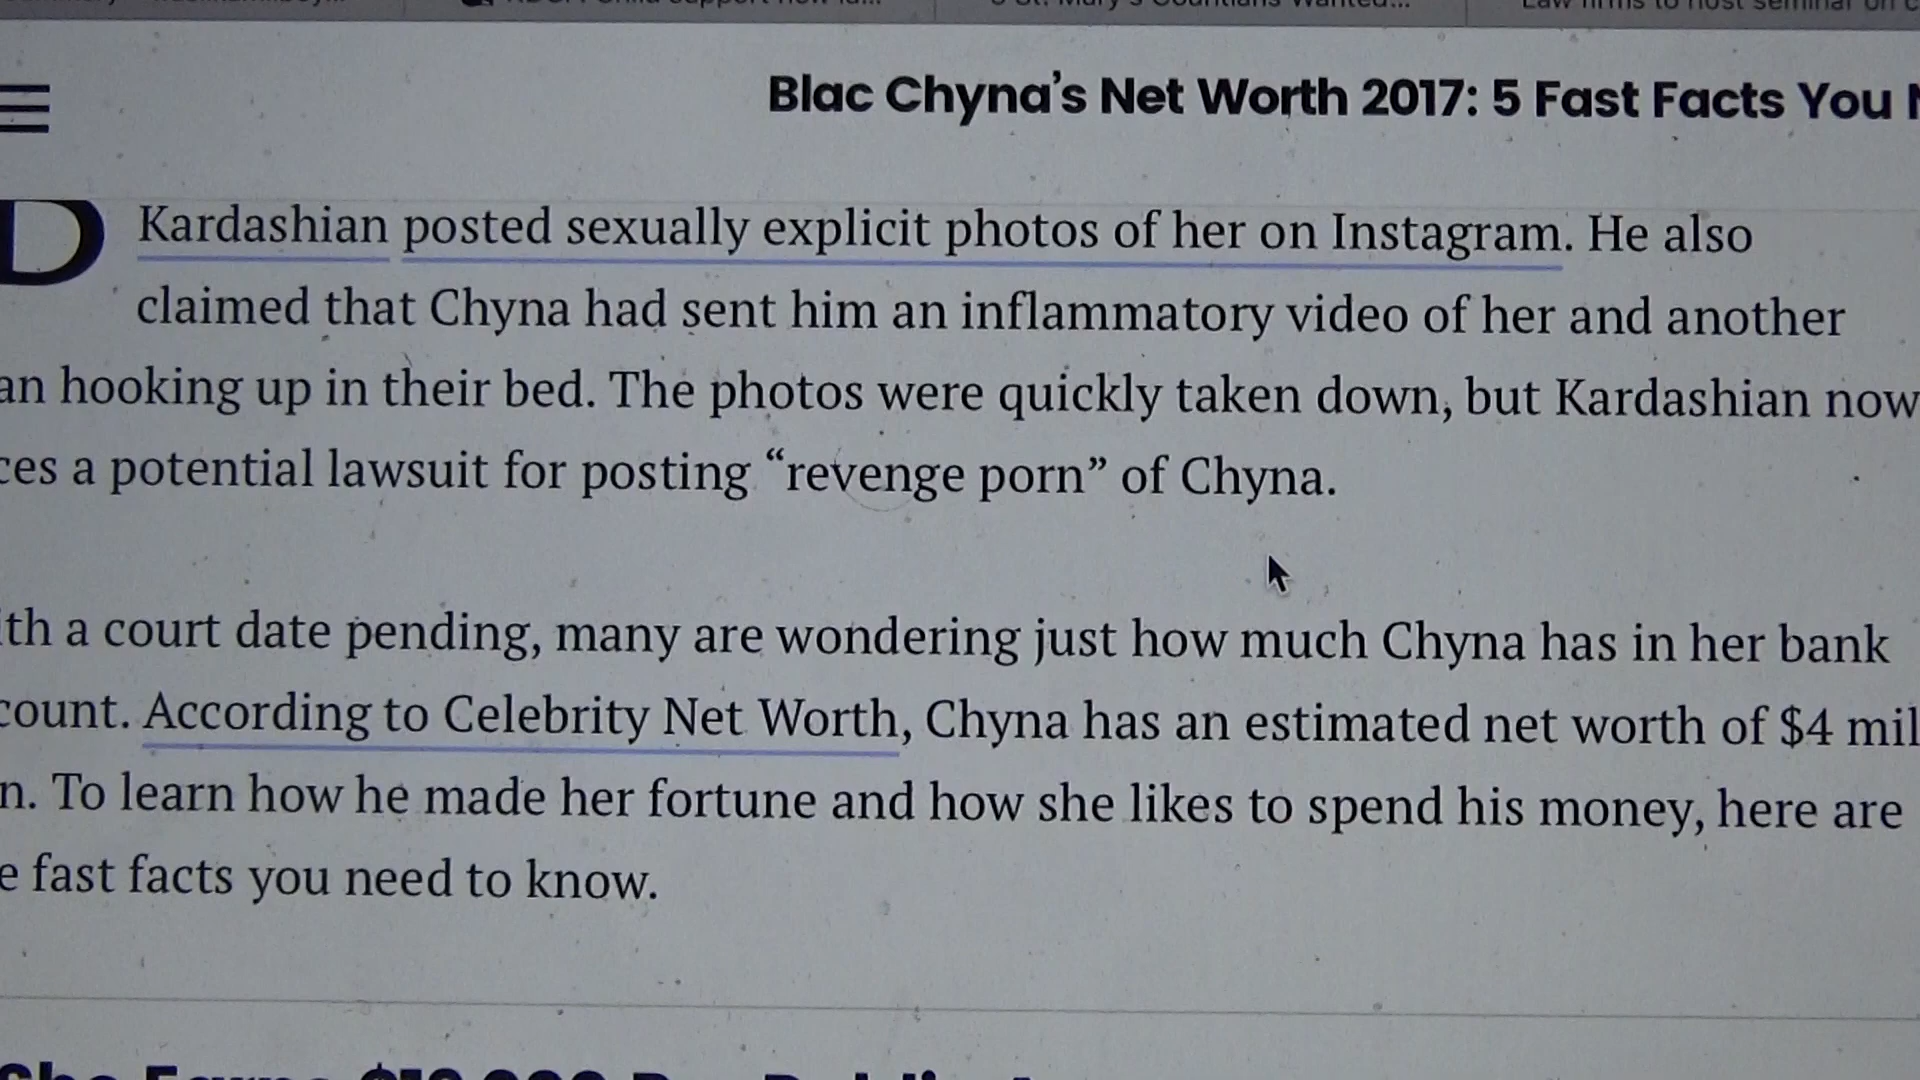 Blac Chyna's Net Worth 2017: 5 Fast Facts You
D Kardashian posted sexually explicit photos of her on Instagram. He also
claimed that Chyna had sent him an inflammatory video of her and another
an hooking up in their bed. The photos were quickly taken down, but Kardashian now
ces a potential lawsuit for posting “revenge porn” of Chyna.
ith a court date pending, many are wondering just how much Chyna has in her bank
count. According to Celebrity Net Worth, Chyna has an estimated net worth of $4 mil
n. To learn how he made her fortune and how she likes to spend his money, here are
e fast facts you need to know.